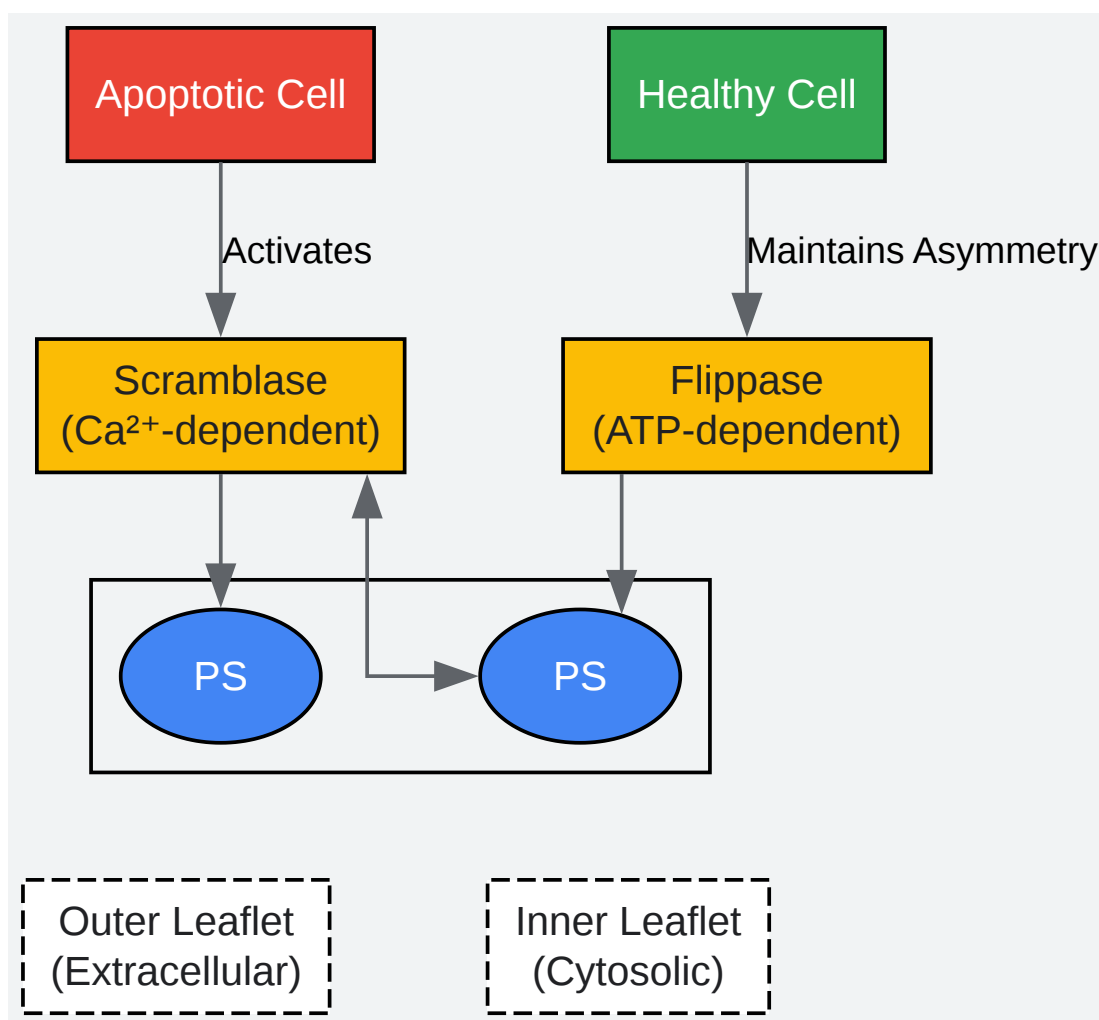 Apoptotic Cell
Healthy Cell
Activates
Maintains Asymmetry
Scramblase
(Ca²⁺-dependent)
Flippase
(ATP-dependent)
PS
PS
Outer Leaflet
(Extracellular)
Inner Leaflet
(Cytosolic)